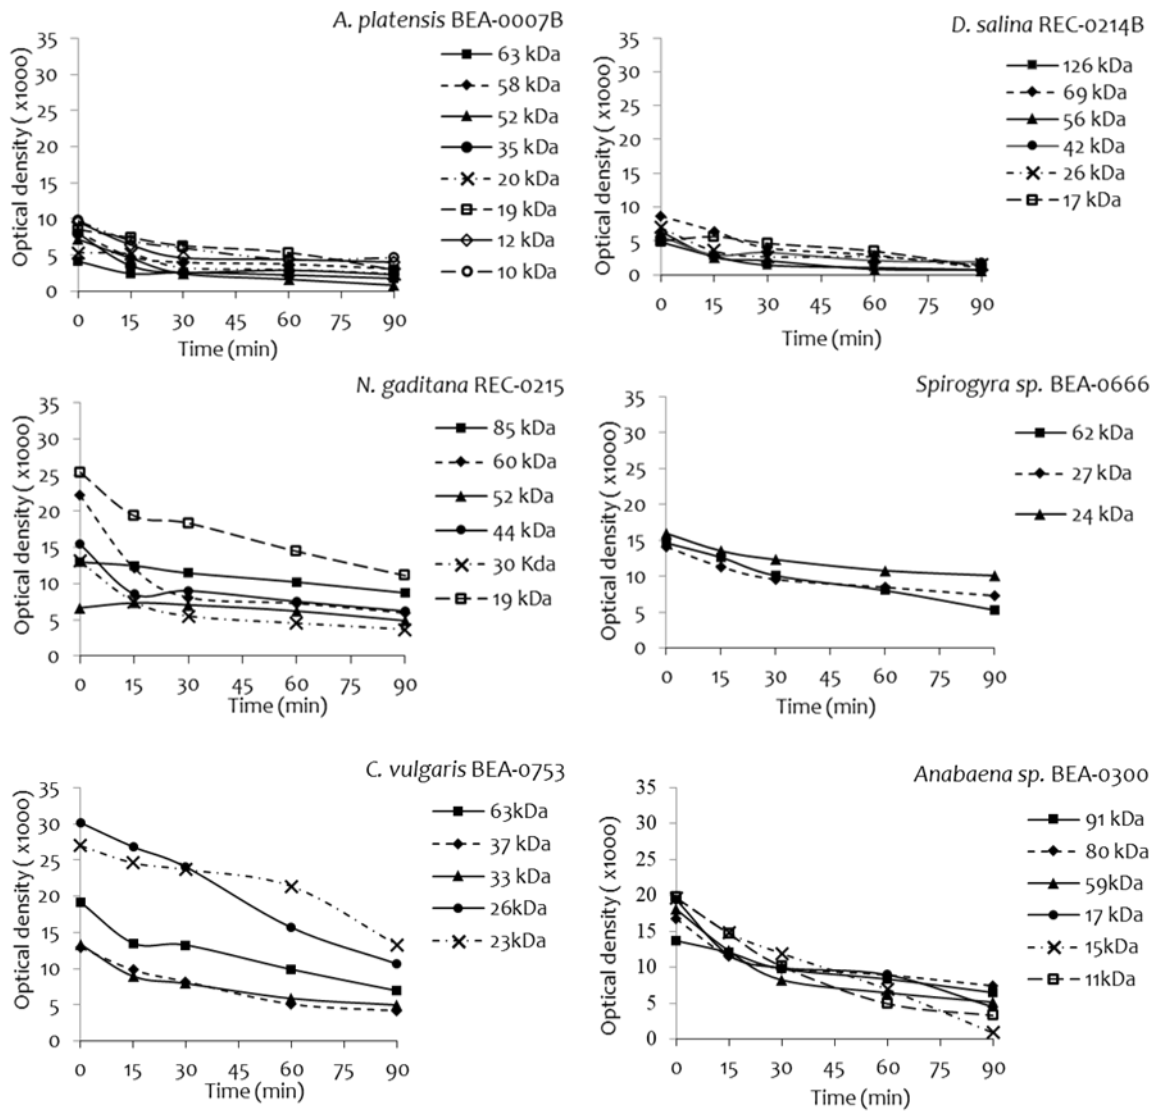 A. platensis BEA-0007B
Optical density ( x1000)
35
30
25
20
15
10
5
0
0 15 30 45 60 75 90
Time (min)
63 kDa
58 kDa
52 kDa
35 kDa
20 kDa
19 kDa
12 kDa
10 kDa
D. salina REC-0214B
Optical density ( x1000)
35
30
25
20
15
10
5
0
0 15 30 45 60 75 90
Time (min)
126 kDa
69 kDa
56 kDa
42 kDa
26 kDa
17 kDa
N. gaditana REC-0215
Optical density ( x1000)
35
30
25
20
15
10
5
0
0 15 30 45 60 75 90
Time (min)
85 kDa
60 kDa
52 kDa
44 kDa
30 Kda
19 kDa
Spirogyra sp. BEA-0666
Optical density ( x1000)
35
30
25
20
15
10
5
0
0 15 30 45 60 75 90
Time (min)
62 kDa
27 kDa
24 kDa
C. vulgaris BEA-0753
Optical density ( x1000)
35
30
25
20
15
10
5
0
0 15 30 45 60 75 90
Time (min)
63kDa
37 kDa
33 kDa
26kDa
23kDa
Anabaena sp. BEA-0300
Optical density ( x1000)
35
30
25
20
15
10
5
0
0 15 30 45 60 75 90
Time (min)
91 kDa
80 kDa
59kDa
17 kDa
15kDa
11kDa